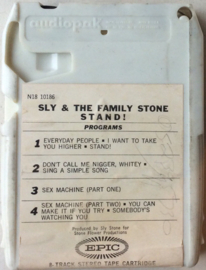 audiopak
N18 10186
SLY & THE FAMILY STONE
STAND!
PROGRAMS
1 EVERYDAY PEOPLE • I WANT TO
TAKE YOU HIGHER • STAND!
2 DON'T CALL ME NIGGER, WHITEY •
SING A SIMPLE SONG
3 SEX MACHINE (PART ONE)
4 SEX MACHINE (PART TWO) • YOU CAN
MAKE IT IF YOU TRY • SOMEBODY'S
WATCHING YOU
Produced by Sly Stone for
Stone Flower Productions
EPIC
8 TRACK STEREO TAPE CARTRIDGE